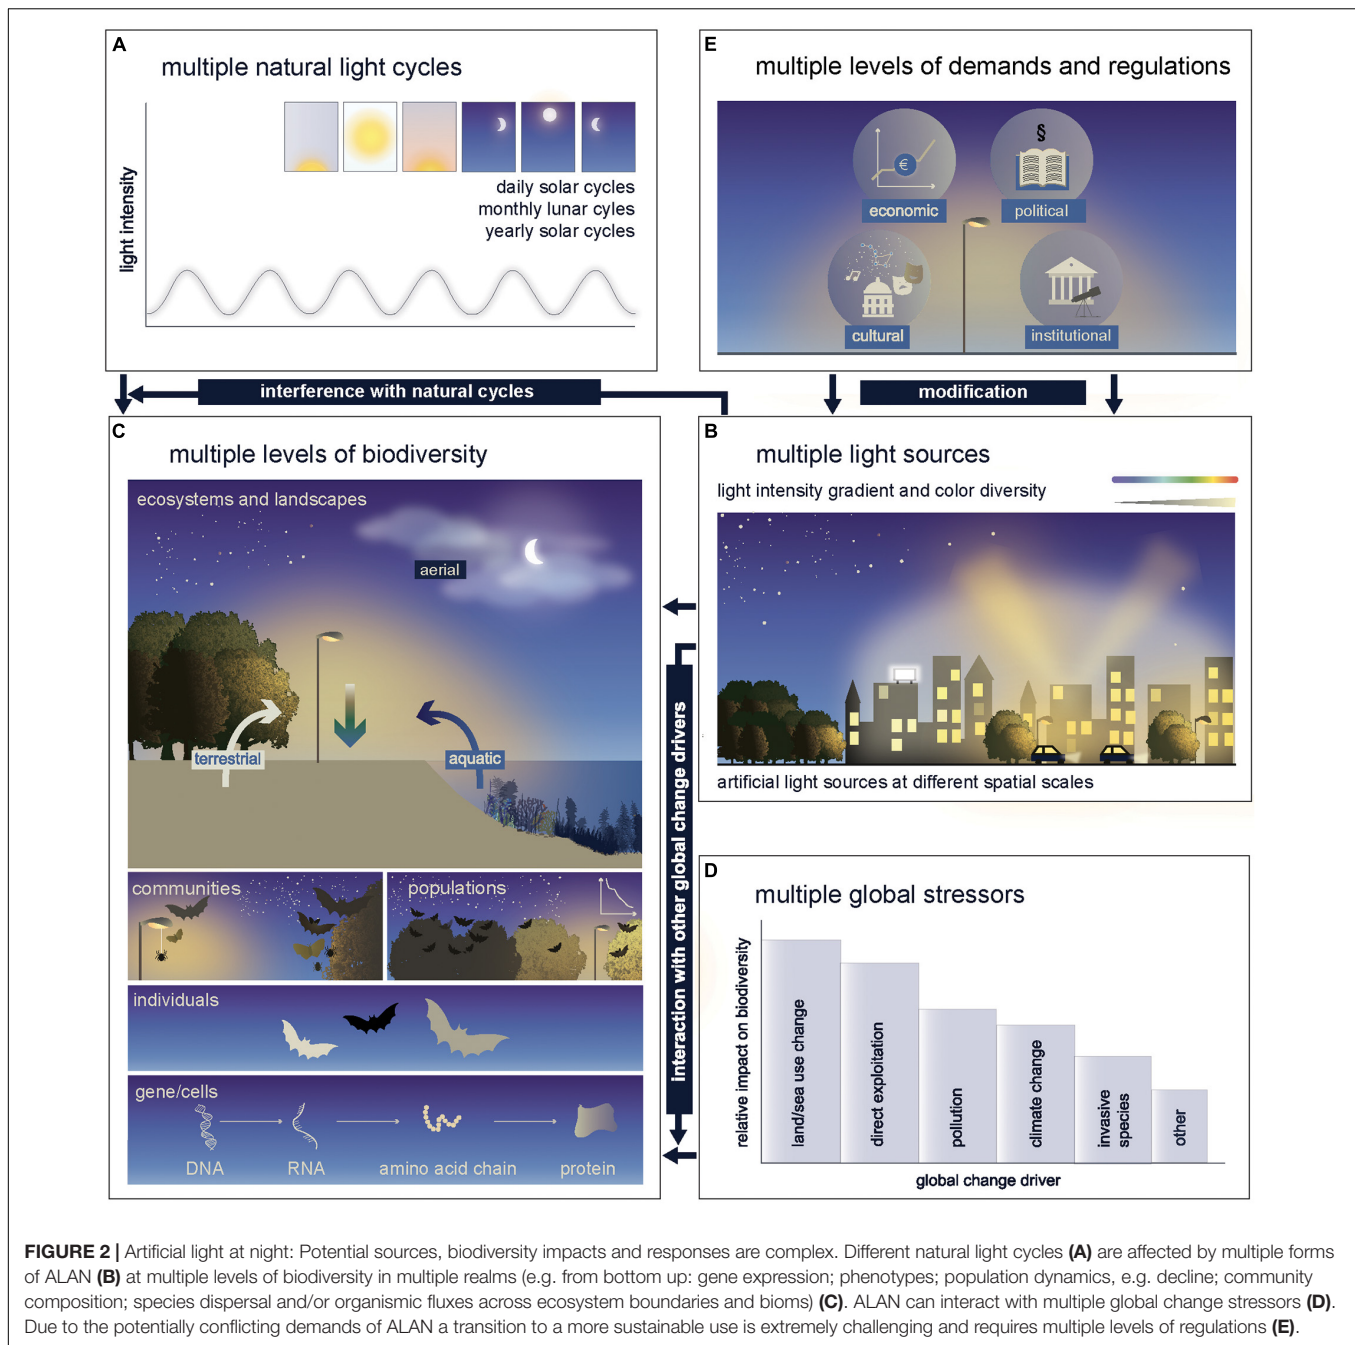 A
multiple natural light cycles
light intensity
daily solar cycles
monthly lunar cyles
yearly solar cycles
E
multiple levels of demands and regulations
€
§
economic
political
cultural
institutional
interference with natural cycles
modification
C
multiple levels of biodiversity
ecosystems and landscapes
aerial
terrestrial
aquatic
communities
populations
individuals
gene/cells
DNA
RNA
amino acid chain
protein
interaction with other global change drivers
B
multiple light sources
light intensity gradient and color diversity
artificial light sources at different spatial scales
D
multiple global stressors
relative impact on biodiversity
land/sea use change
direct exploitation
pollution
climate change
invasive
species
other
global change driver
FIGURE 2 | Artificial light at night: Potential sources, biodiversity impacts and responses are complex. Different natural light cycles (A) are affected by multiple forms
of ALAN (B) at multiple levels of biodiversity in multiple realms (e.g. from bottom up: gene expression; phenotypes; population dynamics, e.g. decline; community
composition; species dispersal and/or organismic fluxes across ecosystem boundaries and bioms) (C). ALAN can interact with multiple global change stressors (D).
Due to the potentially conflicting demands of ALAN a transition to a more sustainable use is extremely challenging and requires multiple levels of regulations (E).